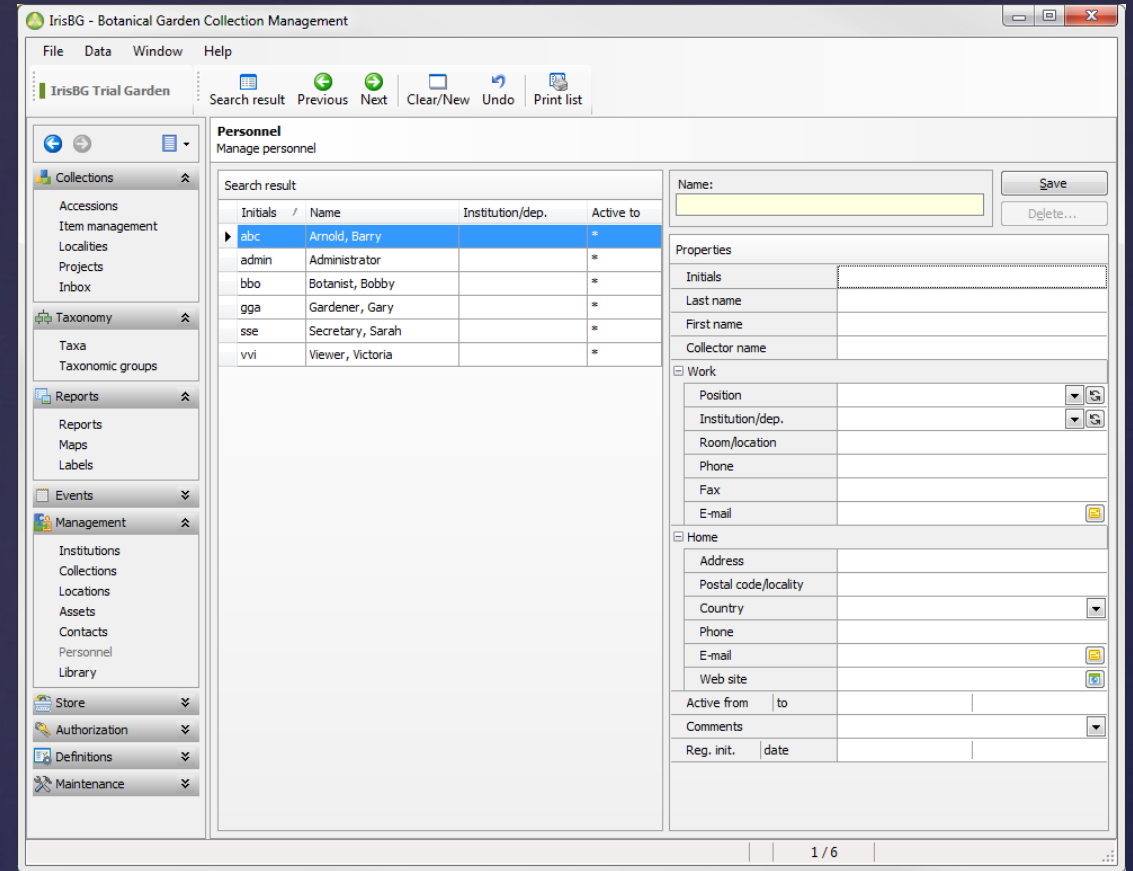 IrisBG - Botanical Garden Collection Management
File Data Window Help
IrisBG Trial Garden
Search result Previous Next Clear/New Undo Print list
Personnel
Manage personnel
Collections
Accessions
Item management
Localities
Projects
Inbox
Taxonomy
Taxa
Taxonomic groups
Reports
Reports
Maps
Labels
Events
Management
Institutions
Collections
Locations
Assets
Contacts
Personnel
Library
Store
Authorization
Definitions
Maintenance
Search result
Initials / Name Institution/dep. Active to
abc Arnold, Barry *
admin Administrator *
bbo Botanist, Bobby *
gga Gardener, Gary *
sse Secretary, Sarah *
vvi Viewer, Victoria *
Name:
Save
Delete...
Properties
Initials
Last name
First name
Collector name
Work
Position
Institution/dep.
Room/location
Phone
Fax
E-mail
Home
Address
Postal code/locality
Country
Phone
E-mail
Web site
Active from to
Comments
Reg. init. date
1 / 6